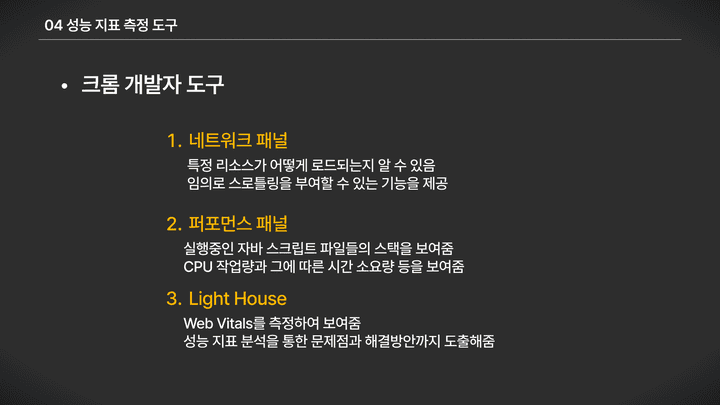 04 성능 지표 측정 도구
• 크롬 개발자 도구
1. 네트워크 패널
특정 리소스가 어떻게 로드되는지 알 수 있음
임의로 스로틀링을 부여할 수 있는 기능을 제공
2. 퍼포먼스 패널
실행중인 자바 스크립트 파일들의 스택을 보여줌
CPU 작업량과 그에 따른 시간 소요량 등을 보여줌
3. Light House
Web Vitals를 측정하여 보여줌
성능 지표 분석을 통한 문제점과 해결방안까지 도출해줌